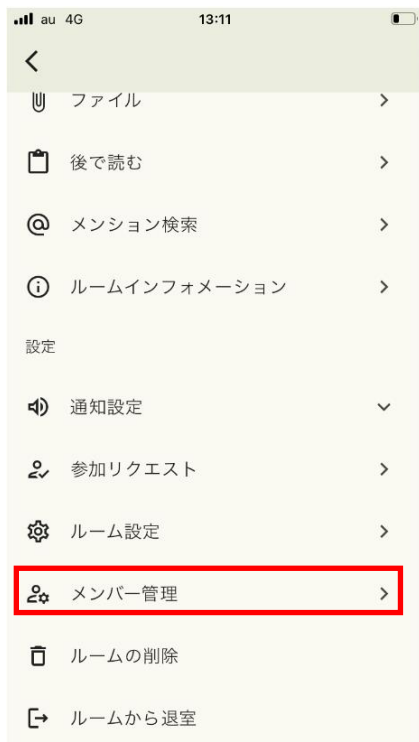 au 4G 13:11
ファイル
後で読む
メンション検索
ルームインフォメーション
設定
通知設定
参加リクエスト
ルーム設定
メンバー管理
ルームの削除
ルームから退室